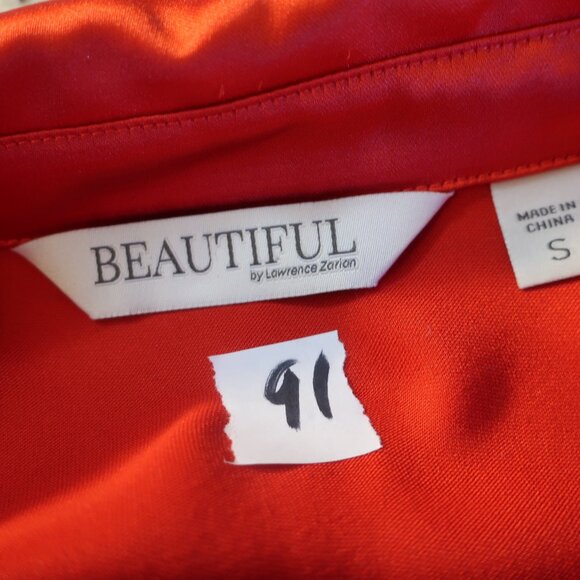 BEAUTIFUL
by Lawrence Zarian
MADE IN
CHINA
S
91